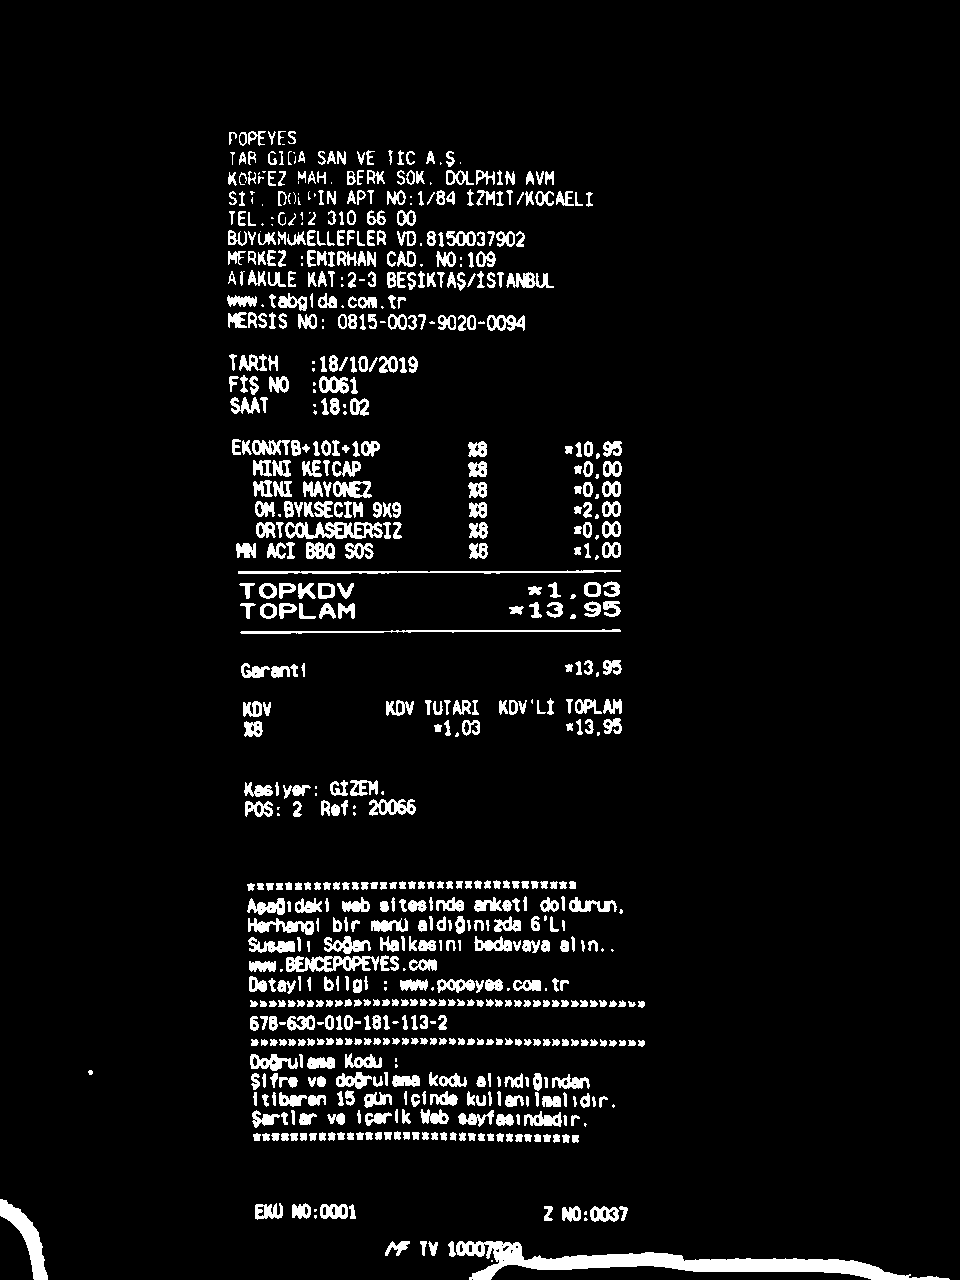 POPEYES
TAB GIDA SAN VE TİC A.Ş.
KORFEZ MAH. BERK SOK. DOLPHIN AVM
SIT. DOLPIN APT NO:1/84 İZMİT/KOCAELİ
TEL.:0212 310 66 00
BUYUKMUKELLEFLER VD.8150037902
MERKEZ :EMIRHAN CAD. NO:109
ATAKULE KAT:2-3 BEŞİKTAŞ/İSTANBUL
www.tabgida.com.tr
MERSİS NO: 0815-0037-9020-0094
TARİH :18/10/2019
FİŞ NO :0061
SAAT :18:02
EKONXTB+10I+10P %8 *10,95
MINI KETCAP %8 *0,00
MINI MAYONEZ %8 *0,00
OM.BYKSECIM 9X9 %8 *2,00
ORTCOLASEKERSIZ %8 *0,00
MN ACI BBQ SOS %8 *1,00
TOPKDV *1,03
TOPLAM *13,95
Garanti *13,95
KDV KDV TUTARI KDV'Lİ TOPLAM
%8 *1,03 *13,95
Kasiyer: GİZEM.
POS: 2 Ref: 20066
***********************************
Aşağıdaki web sitesinde anketi doldurun,
Herhangi bir menü aldığınızda 6'Lı
Susamlı Soğan Halkasını bedavaya alın..
www.BENCEPOPEYES.com
Detayli bilgi : www.popeyes.com.tr
******************************************
678-630-010-181-113-2
******************************************
Doğrulama Kodu :
Şifre ve doğrulama kodu alındığından
itibaren 15 gün içinde kullanılmalıdır.
Şartlar ve içerik Web sayfasındadır.
***********************************
EKÜ NO:0001 Z NO:0037
MF TV